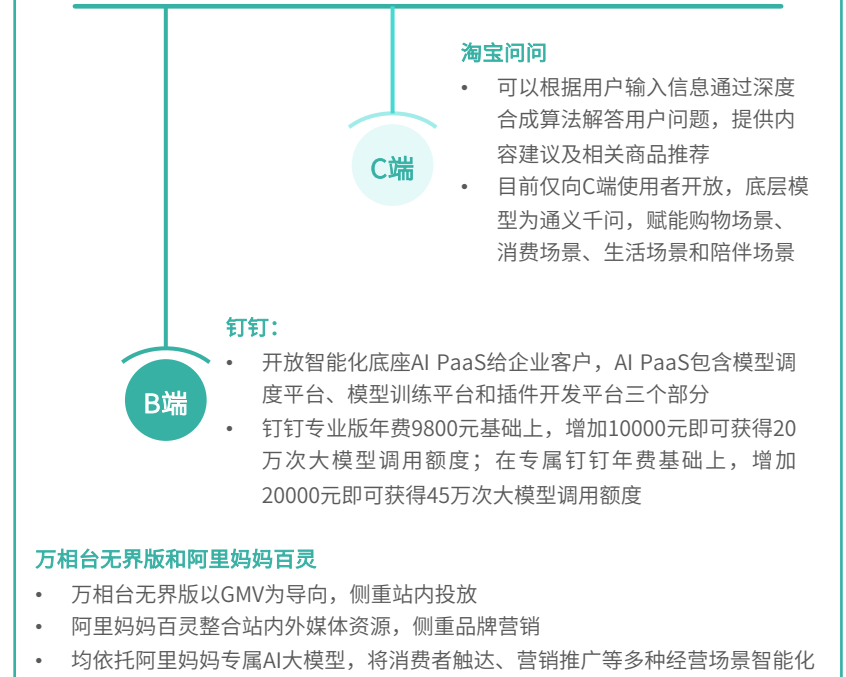 淘宝问问
• 可以根据用户输入信息通过深度
合成算法解答用户问题，提供内
容建议及相关商品推荐
• 目前仅向C端使用者开放，底层模
型为通义千问，赋能购物场景、
消费场景、生活场景和陪伴场景
C端
钉钉：
• 开放智能化底座AI PaaS给企业客户，AI PaaS包含模型调
度平台、模型训练平台和插件开发平台三个部分
• 钉钉专业版年费9800元基础上，增加10000元即可获得20
万次大模型调用额度；在专属钉钉年费基础上，增加
20000元即可获得45万次大模型调用额度
B端
万相台无界版和阿里妈妈百灵
• 万相台无界版以GMV为导向，侧重站内投放
• 阿里妈妈百灵整合站内外媒体资源，侧重品牌营销
• 均依托阿里妈妈专属AI大模型，将消费者触达、营销推广等多种经营场景智能化